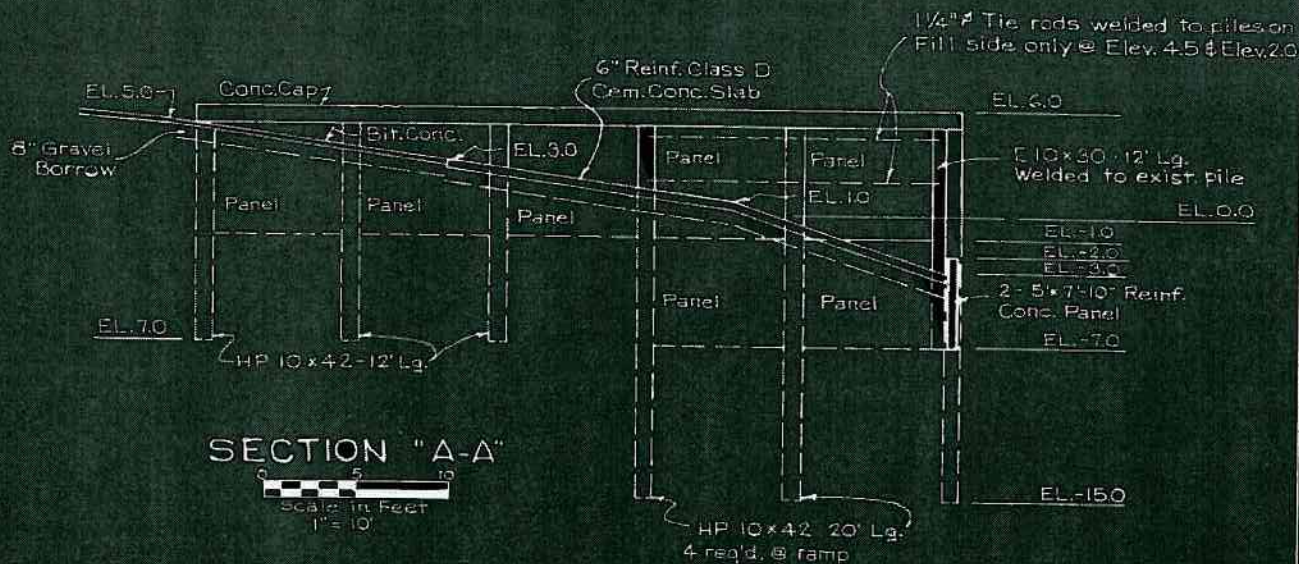 1¼"⌀ Tie rods welded to piles on
Fill side only @ Elev. 4.5 & Elev. 2.0
6" Reinf. Class D
Cem. Conc. Slab
EL. 5.0
Conc. Cap
EL. 6.0
8" Gravel
Borrow
Bit. Conc.
EL. 3.0
Panel
Panel
[ 10 x 30 - 12' Lg.
Welded to exist. pile
Panel
Panel
Panel
EL. 1.0
EL. 0.0
EL. -1.0
EL. -2.0
EL. -3.0
Panel
Panel
2 - 5' x 7'-10" Reinf.
Conc. Panel
EL. 7.0
EL. -7.0
HP 10 x 42 - 12' Lg.
SECTION "A-A"
0 5 10
Scale in Feet
1" = 10'
EL. -15.0
HP 10 x 42 20' Lg.
4 req'd. @ ramp